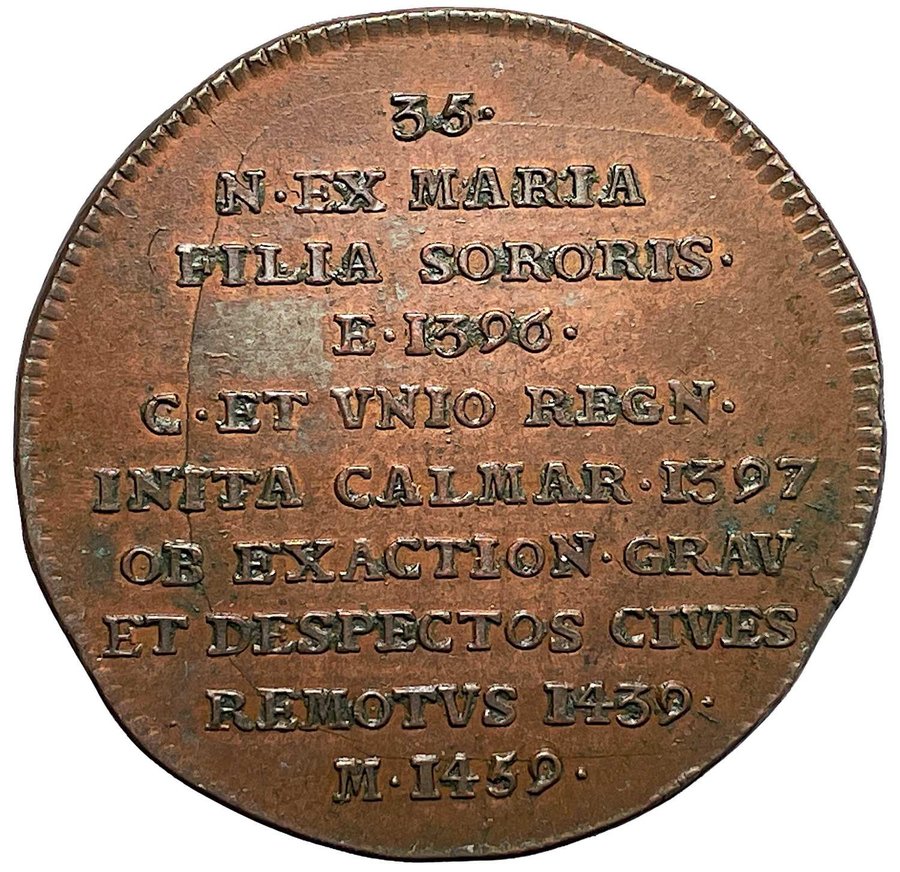 35·
N·EX MARIA
FILIA SORORIS·
E·1396·
C·ET VNIO REGN·
INITA CALMAR·1397
OB EXACTION·GRAV
ET DESPECTOS CIVES
REMOTVS 1439·
M·1459·